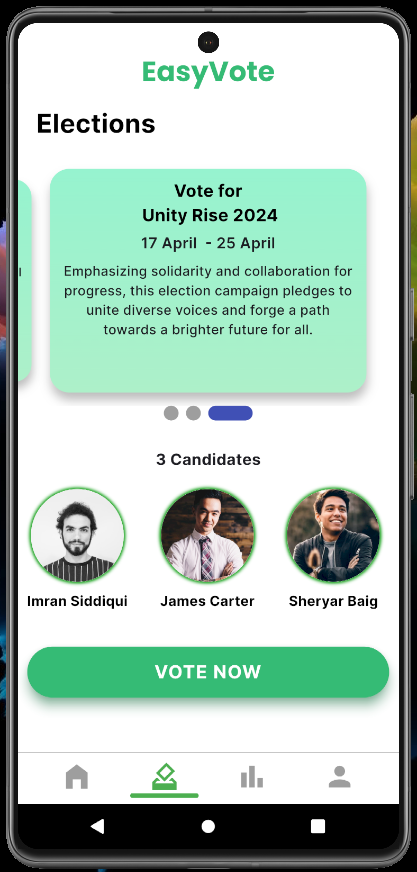 EasyVote
Elections
Vote for
Unity Rise 2024
17 April - 25 April
Emphasizing solidarity and collaboration for
progress, this election campaign pledges to
unite diverse voices and forge a path
towards a brighter future for all.
3 Candidates
Imran Siddiqui
James Carter
Sheryar Baig
VOTE NOW